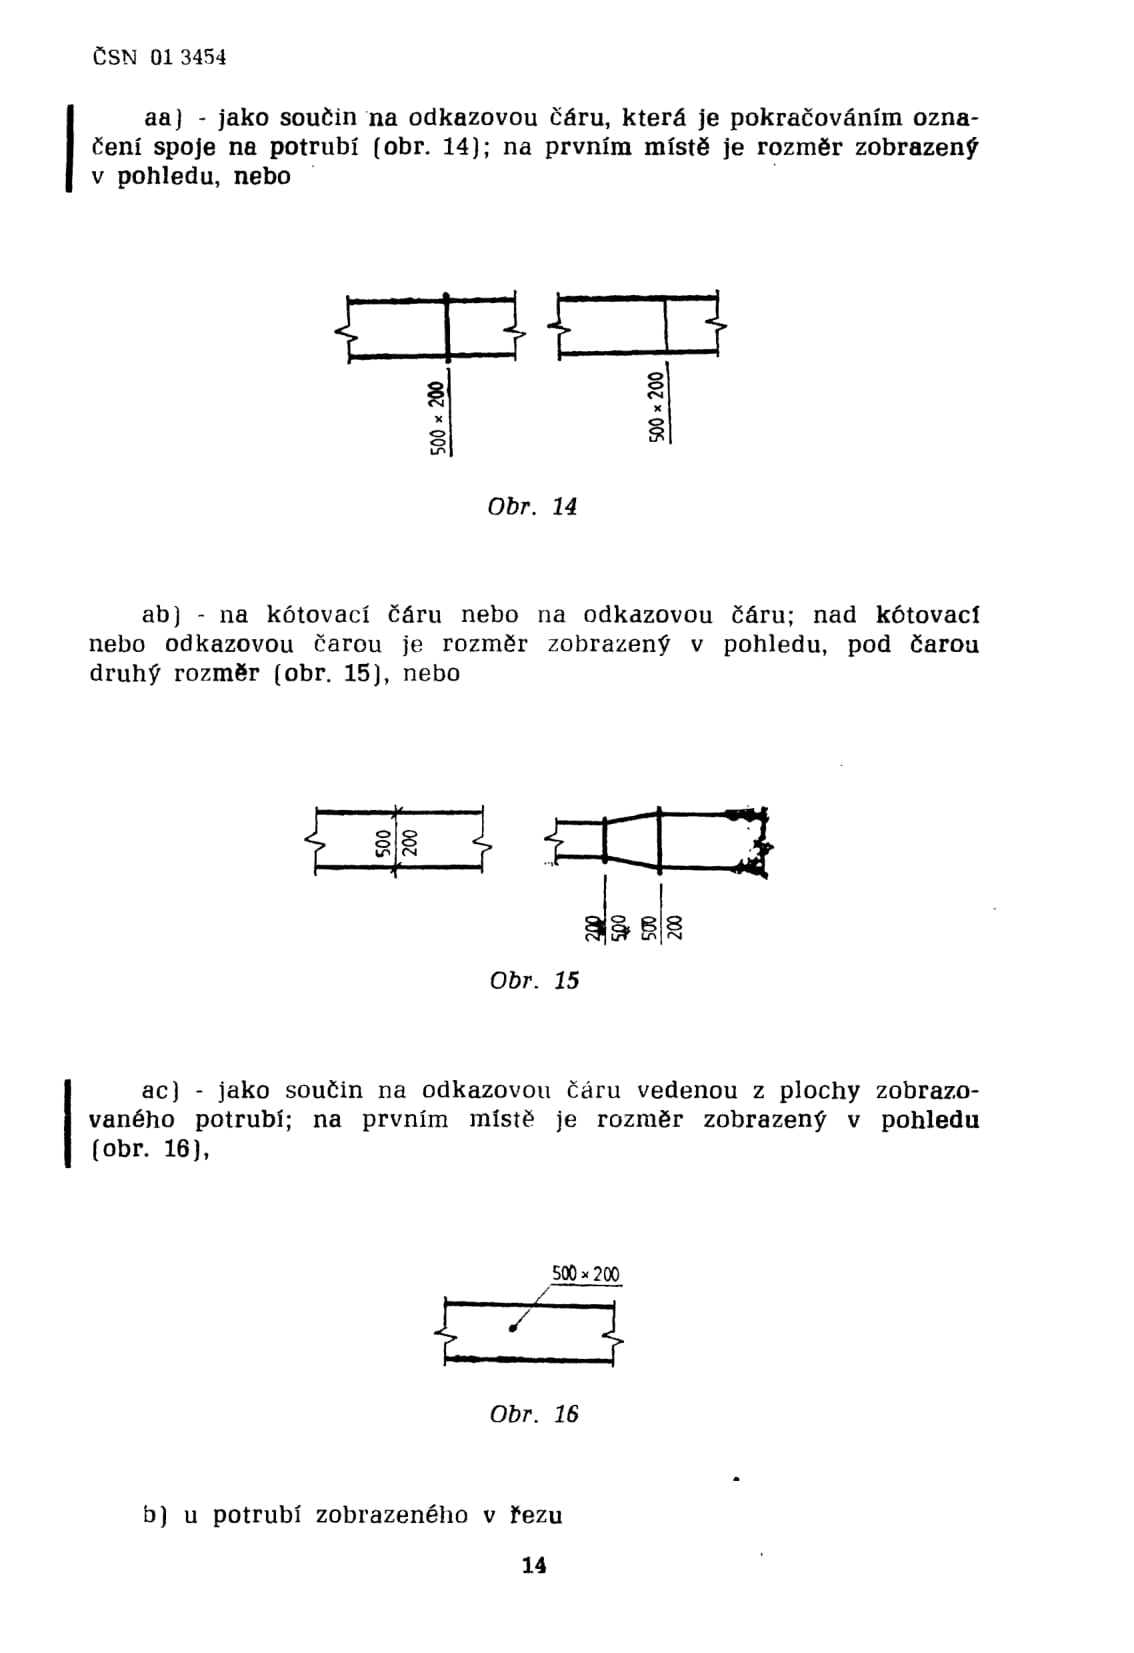 ČSN 01 3454
aa) - jako součin na odkazovou čáru, která je pokračováním ozna-
čení spoje na potrubí (obr. 14); na prvním místě je rozměr zobrazený
v pohledu, nebo
500 × 200
500 × 200
Obr. 14
ab) - na kótovací čáru nebo na odkazovou čáru; nad kótovací
nebo odkazovou čarou je rozměr zobrazený v pohledu, pod čarou
druhý rozměr (obr. 15), nebo
500
200
200
500
500
200
Obr. 15
ac) - jako součin na odkazovou čáru vedenou z plochy zobrazo-
vaného potrubí; na prvním místě je rozměr zobrazený v pohledu
(obr. 16),
500 × 200
Obr. 16
b) u potrubí zobrazeného v řezu
14